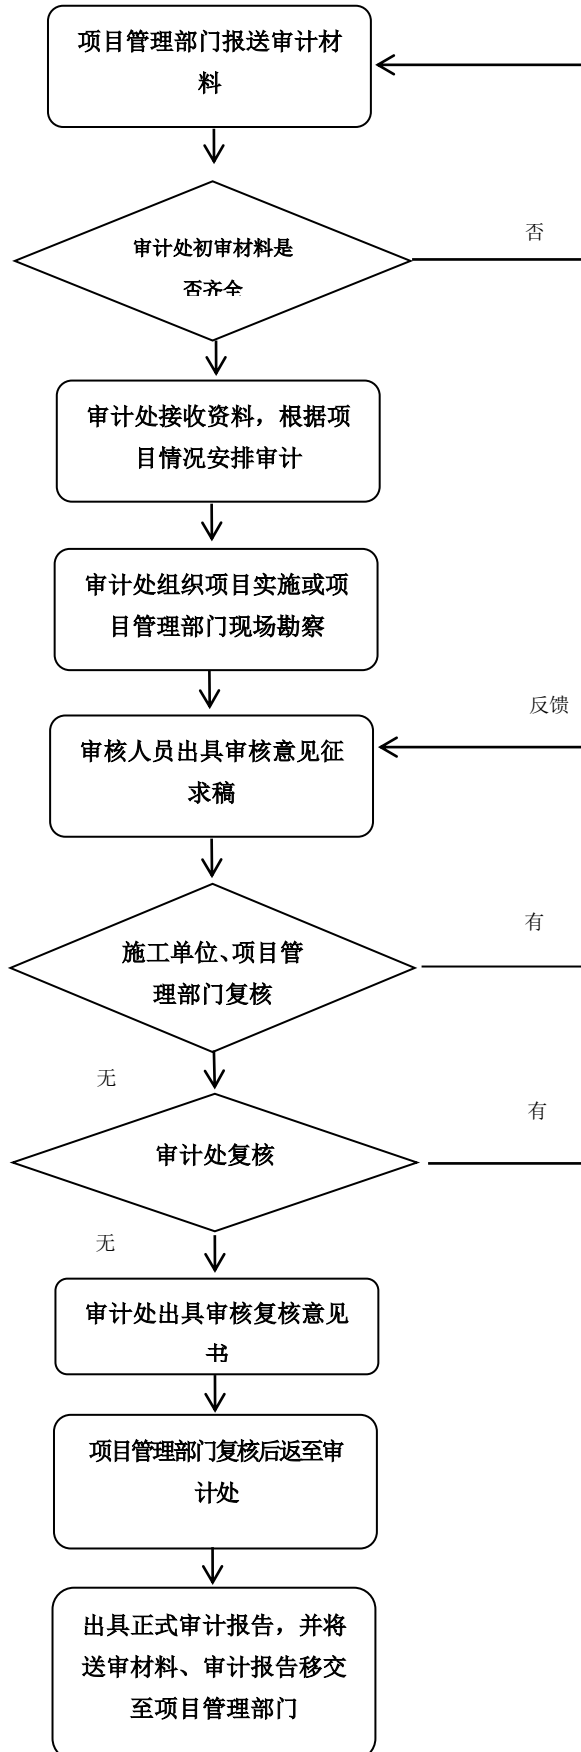 项目管理部门报送审计材
料
否
审计处初审材料是
否齐全
审计处接收资料，根据项
目情况安排审计
审计处组织项目实施或项
目管理部门现场勘察
反馈
审核人员出具审核意见征
求稿
有
施工单位、项目管
理部门复核
无
有
审计处复核
无
审计处出具审核复核意见
书
项目管理部门复核后返至审
计处
出具正式审计报告，并将
送审材料、审计报告移交
至项目管理部门